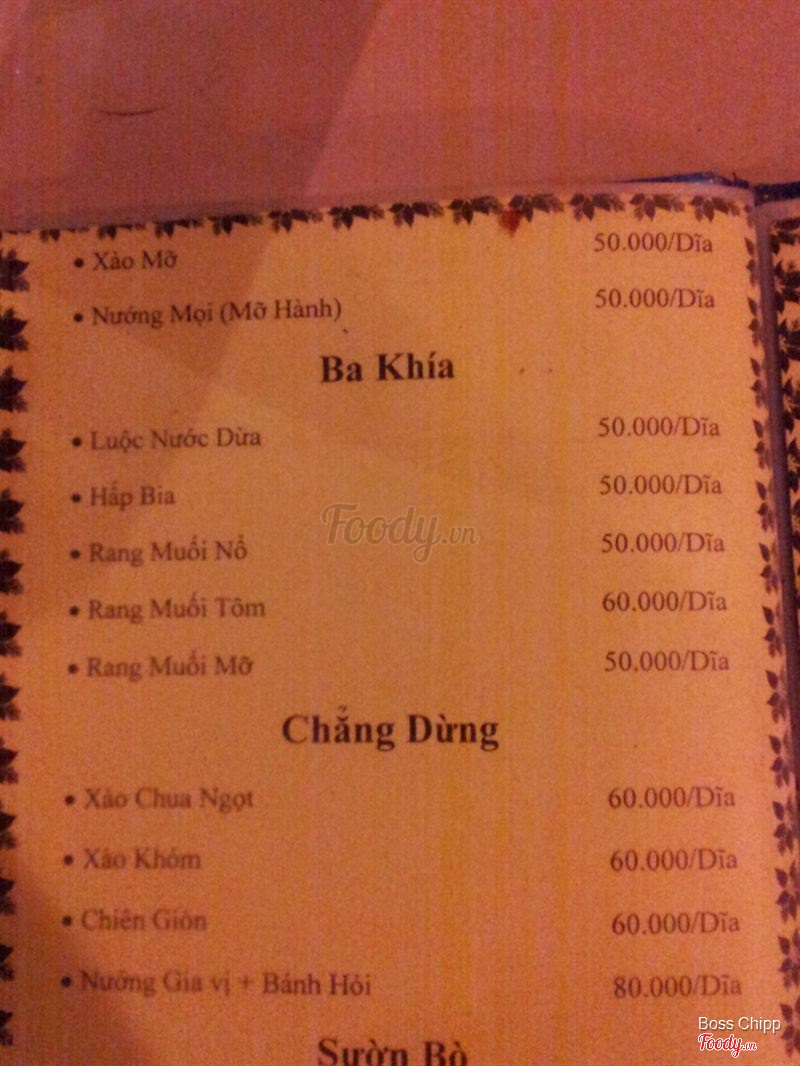 • Xào Mỡ 50.000/Dĩa
• Nướng Mọi (Mỡ Hành) 50.000/Dĩa
Ba Khía
• Luộc Nước Dừa 50.000/Dĩa
• Hấp Bia 50.000/Dĩa
Foody.vn
• Rang Muối Nổ 50.000/Dĩa
• Rang Muối Tôm 60.000/Dĩa
• Rang Muối Mỡ 50.000/Dĩa
Chẳng Dừng
• Xào Chua Ngọt 60.000/Dĩa
• Xào Khóm 60.000/Dĩa
• Chiên Giòn 60.000/Dĩa
• Nướng Gia vị + Bánh Hỏi 80.000/Dĩa
Sườn Bò
Boss Chipp
Foody.vn